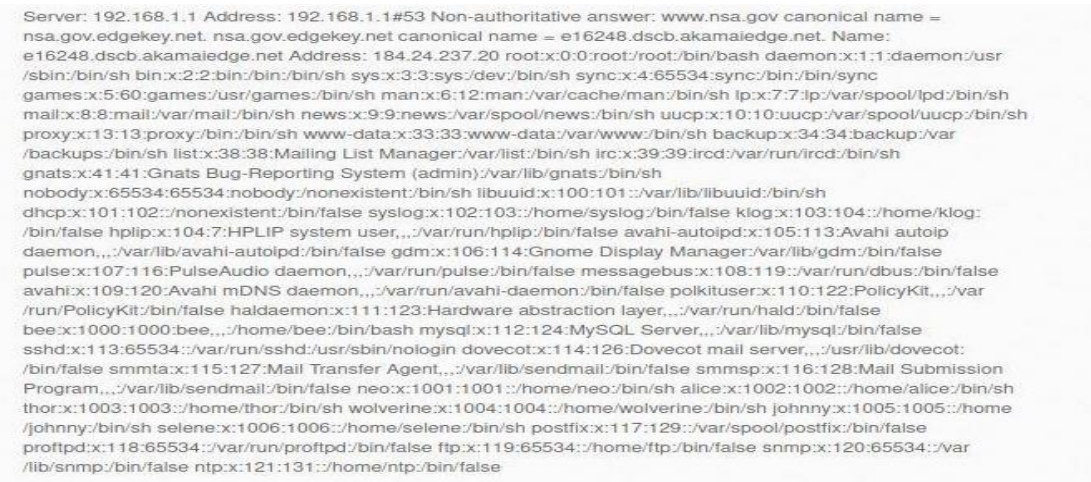 Server: 192.168.1.1 Address: 192.168.1.1#53 Non-authoritative answer: www.nsa.gov canonical name =
nsa.gov.edgekey.net. nsa.gov.edgekey.net canonical name = e16248.dscb.akamaiedge.net. Name:
e16248.dscb.akamaiedge.net Address: 184.24.237.20 root:x:0:0:root:/root:/bin/bash daemon:x:1:1:daemon:/usr
/sbin:/bin/sh bin:x:2:2:bin:/bin:/bin/sh sys:x:3:3:sys:/dev:/bin/sh sync:x:4:65534:sync:/bin:/bin/sync
games:x:5:60:games:/usr/games:/bin/sh man:x:6:12:man:/var/cache/man:/bin/sh lp:x:7:7:lp:/var/spool/lpd:/bin/sh
mail:x:8:8:mail:/var/mail:/bin/sh news:x:9:9:news:/var/spool/news:/bin/sh uucp:x:10:10:uucp:/var/spool/uucp:/bin/sh
proxy:x:13:13:proxy:/bin:/bin/sh www-data:x:33:33:www-data:/var/www:/bin/sh backup:x:34:34:backup:/var
/backups:/bin/sh list:x:38:38:Mailing List Manager:/var/list:/bin/sh irc:x:39:39:ircd:/var/run/ircd:/bin/sh
gnats:x:41:41:Gnats Bug-Reporting System (admin):/var/lib/gnats:/bin/sh
nobody:x:65534:65534:nobody:/nonexistent:/bin/sh libuuid:x:100:101::/var/lib/libuuid:/bin/sh
dhcp:x:101:102::/nonexistent:/bin/false syslog:x:102:103::/home/syslog:/bin/false klog:x:103:104::/home/klog:
/bin/false hplip:x:104:7:HPLIP system user,,,:/var/run/hplip:/bin/false avahi-autoipd:x:105:113:Avahi autoip
daemon,,,:/var/lib/avahi-autoipd:/bin/false gdm:x:106:114:Gnome Display Manager:/var/lib/gdm:/bin/false
pulse:x:107:116:PulseAudio daemon,,,:/var/run/pulse:/bin/false messagebus:x:108:119::/var/run/dbus:/bin/false
avahi:x:109:120:Avahi mDNS daemon,,,:/var/run/avahi-daemon:/bin/false polkituser:x:110:122:PolicyKit,,,:/var
/run/PolicyKit:/bin/false haldaemon:x:111:123:Hardware abstraction layer,,,:/var/run/hald:/bin/false
bee:x:1000:1000:bee,,,:/home/bee:/bin/bash mysql:x:112:124:MySQL Server,,,:/var/lib/mysql:/bin/false
sshd:x:113:65534::/var/run/sshd:/usr/sbin/nologin dovecot:x:114:126:Dovecot mail server,,,:/usr/lib/dovecot:
/bin/false smmta:x:115:127:Mail Transfer Agent,,,:/var/lib/sendmail:/bin/false smmsp:x:116:128:Mail Submission
Program,,,:/var/lib/sendmail:/bin/false neo:x:1001:1001::/home/neo:/bin/sh alice:x:1002:1002::/home/alice:/bin/sh
thor:x:1003:1003::/home/thor:/bin/sh wolverine:x:1004:1004::/home/wolverine:/bin/sh johnny:x:1005:1005::/home
/johnny:/bin/sh selene:x:1006:1006::/home/selene:/bin/sh postfix:x:117:129::/var/spool/postfix:/bin/false
proftpd:x:118:65534::/var/run/proftpd:/bin/false ftp:x:119:65534::/home/ftp:/bin/false snmp:x:120:65534::/var
/lib/snmp:/bin/false ntp:x:121:131::/home/ntp:/bin/false